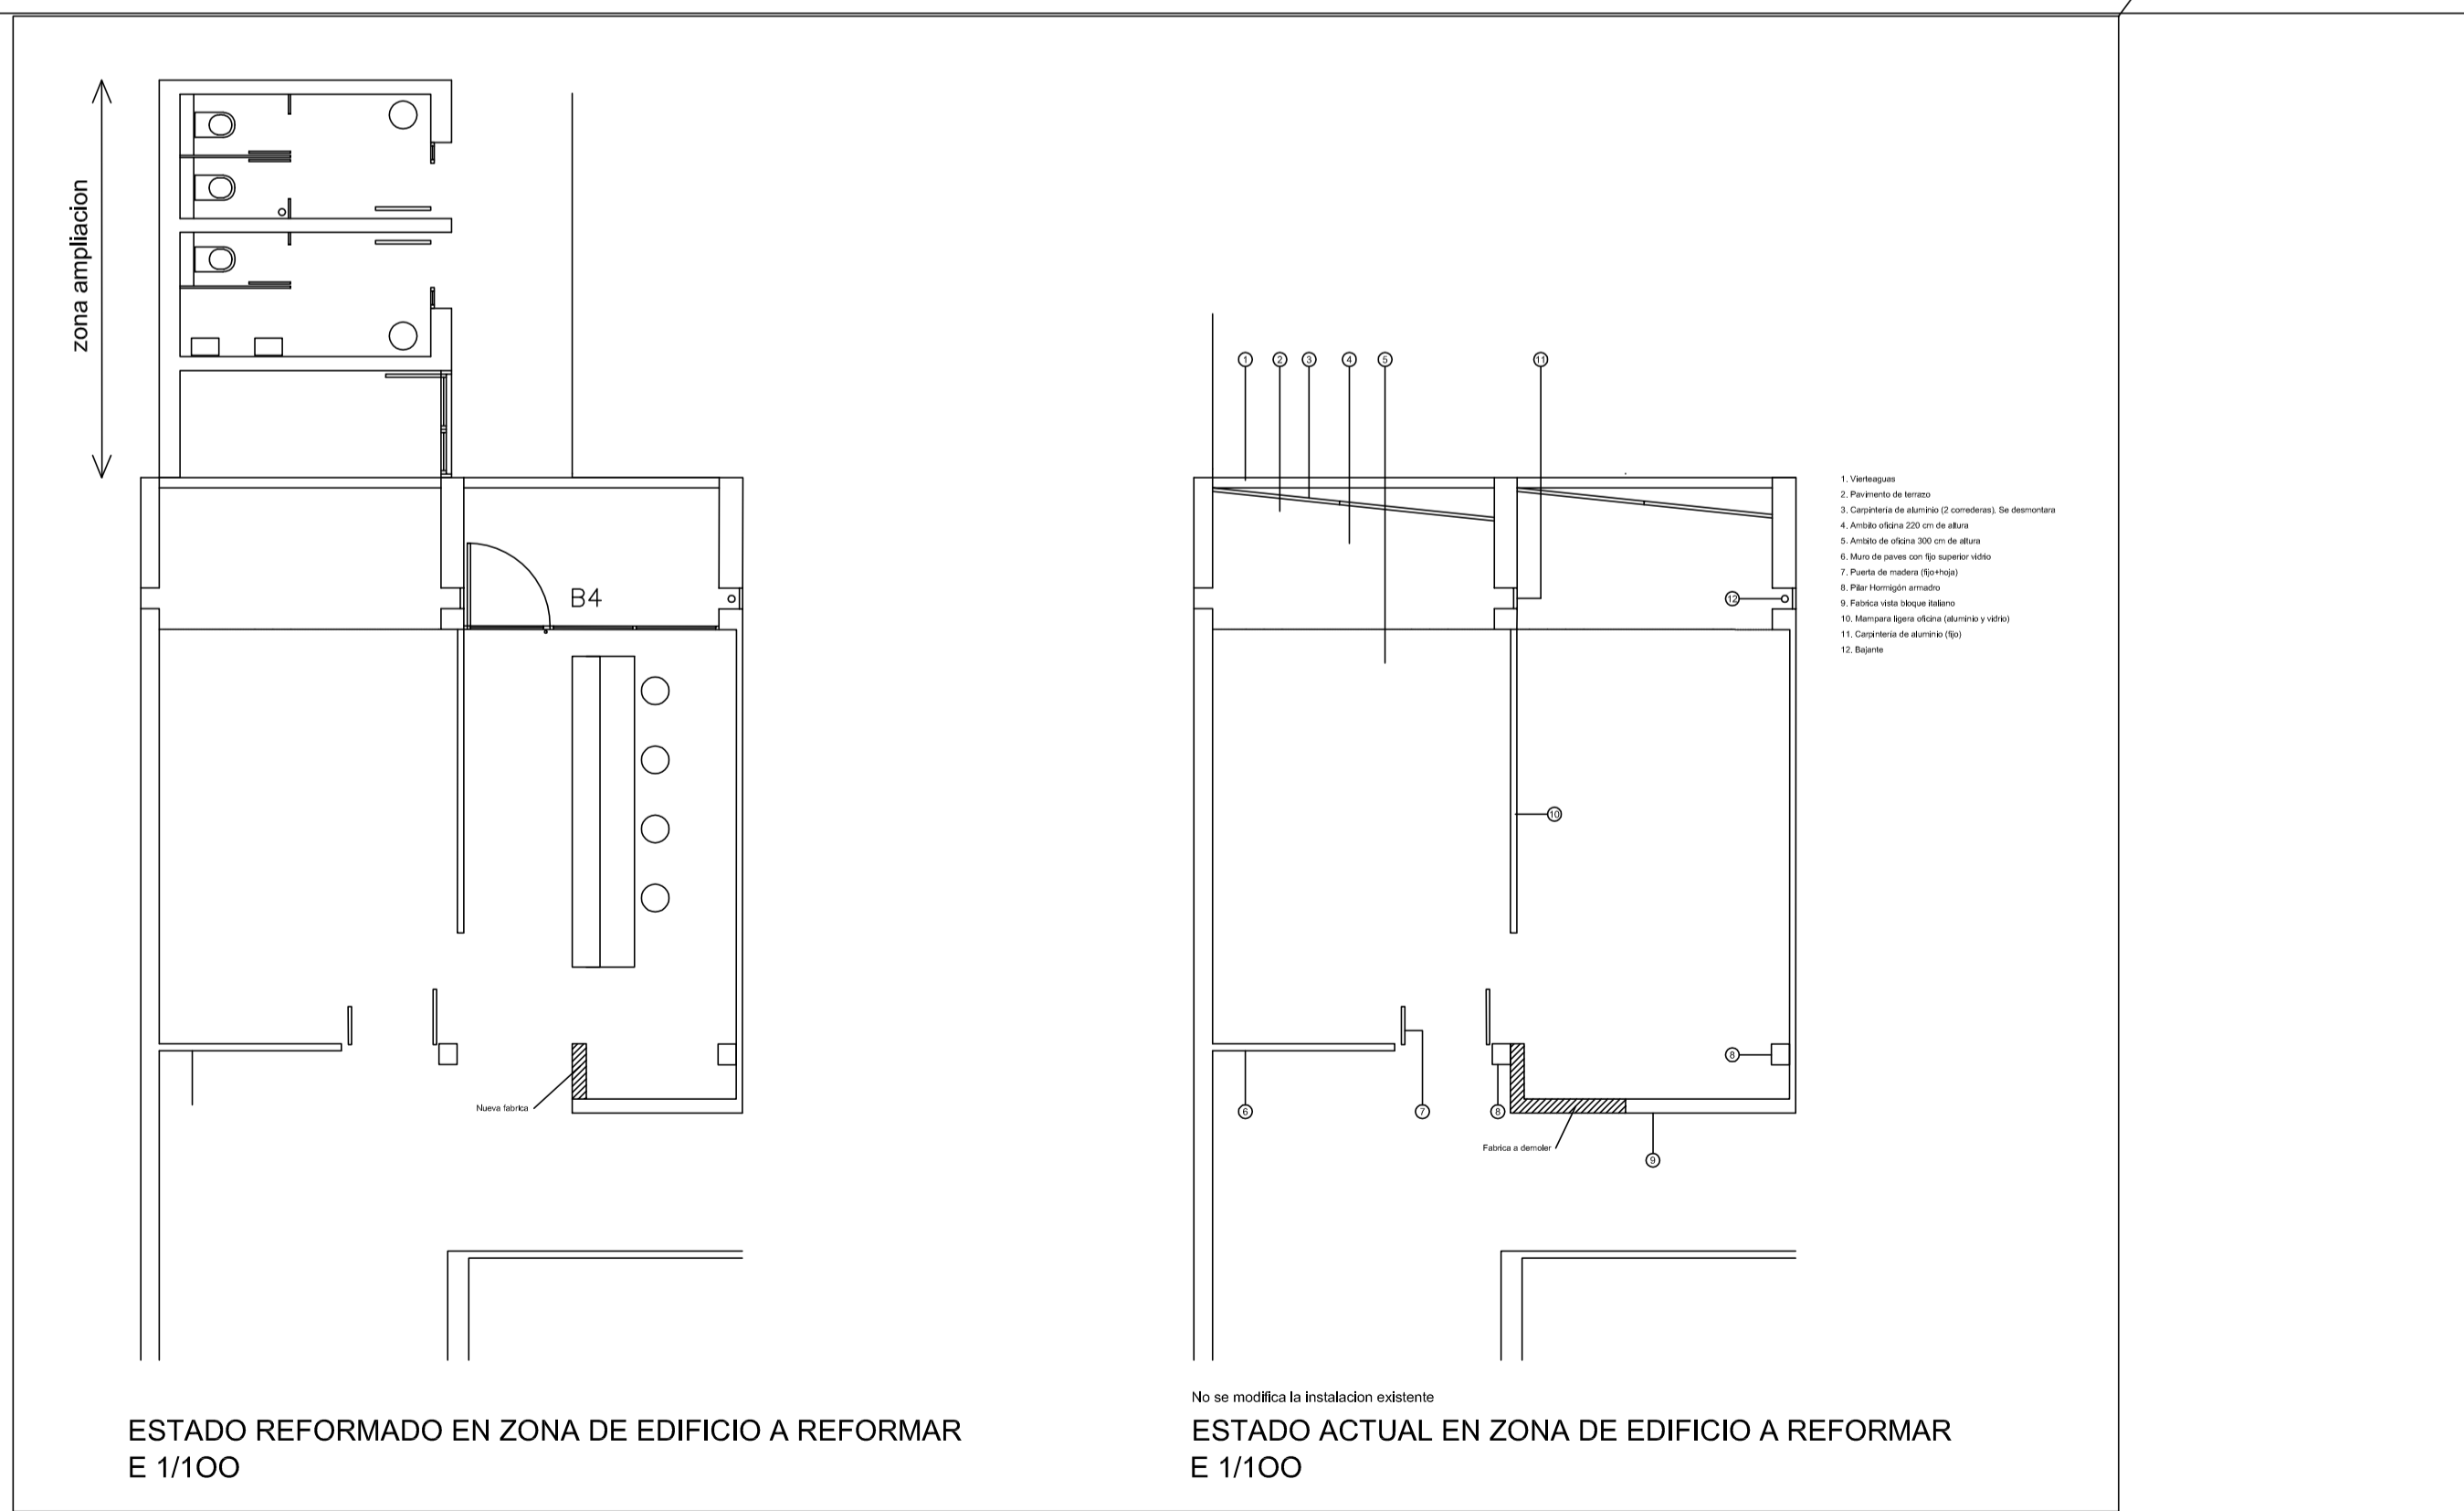 zona ampliacion
B4
Nueva fabrica
ESTADO REFORMADO EN ZONA DE EDIFICIO A REFORMAR
E 1/1OO
1
2
3
4
5
11
12
10
8
6
7
8
9
Fabrica a demoler
1. Vierteaguas
2. Pavimento de terrazo
3. Carpintería de aluminio (2 correderas). Se desmontara
4. Ambito oficina 220 cm de altura
5. Ambito de oficina 300 cm de altura
6. Muro de paves con fijo superior vidrio
7. Puerta de madera (fijo+hoja)
8. Pilar Hormigón armadro
9. Fabrica vista bloque italiano
10. Mampara ligera oficina (aluminio y vidrio)
11. Carpintería de aluminio (fijo)
12. Bajante
No se modifica la instalacion existente
ESTADO ACTUAL EN ZONA DE EDIFICIO A REFORMAR
E 1/1OO